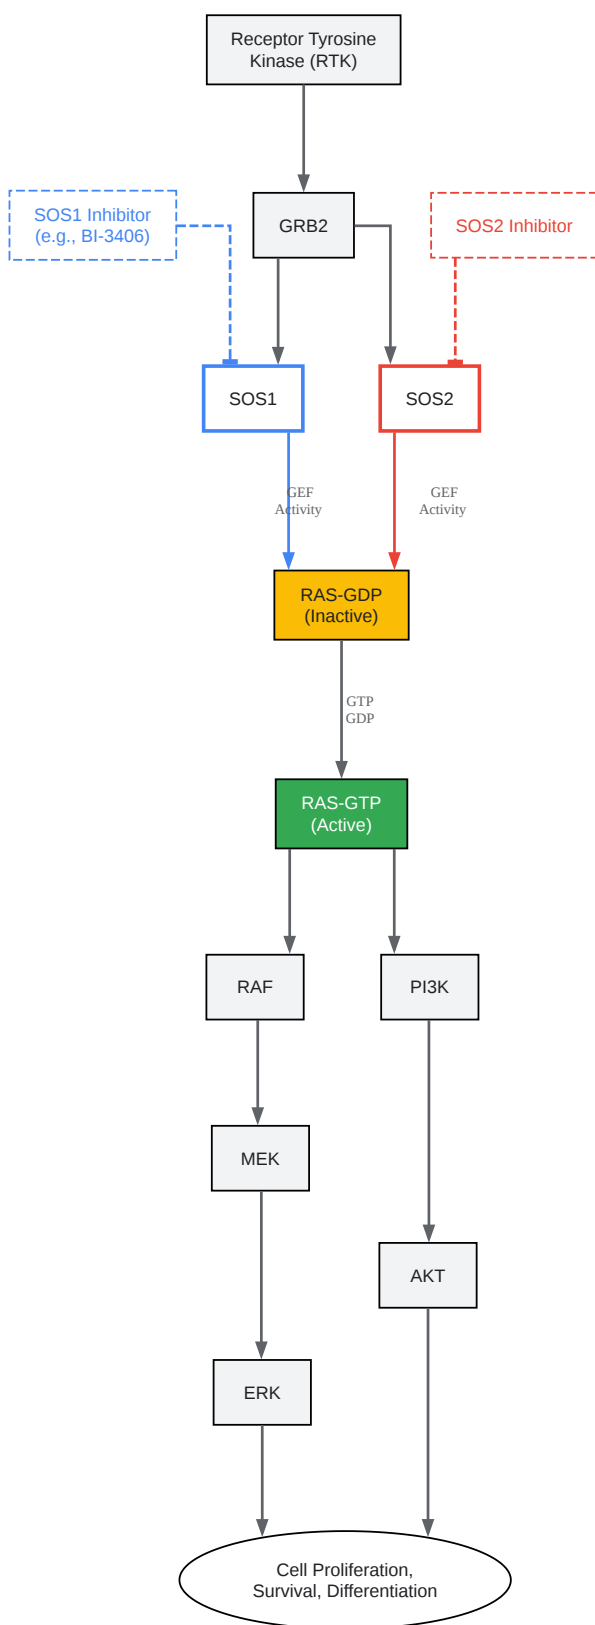 Receptor Tyrosine
Kinase (RTK)
SOS1 Inhibitor
(e.g., BI-3406)
GRB2
SOS2 Inhibitor
SOS1
SOS2
GEF
Activity
GEF
Activity
RAS-GDP
(Inactive)
GTP
GDP
RAS-GTP
(Active)
RAF
PI3K
MEK
AKT
ERK
Cell Proliferation,
Survival, Differentiation